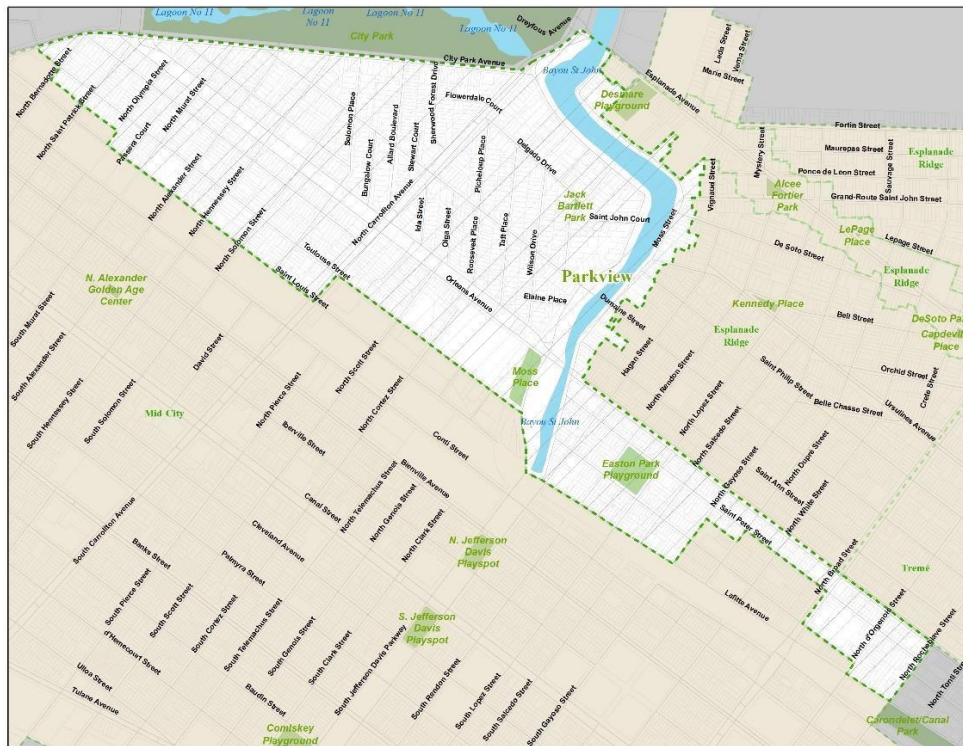 Lagoon No 11
Lagoon No 11
Lagoon No 11
Lagoon No 11
City Park
Dreyfous Avenue
City Park Avenue
Bayou St John
Leda Street
Nema Street
Marie Street
Esplanade Avenue
Desmare
Playground
North Bernadotte Street
North Saint Patrick Street
North Olympia Street
North Murat Street
Solomon Place
Bungalow Court
Allard Boulevard
Stewart Court
Sherwood Forest Drive
Flowerdale Court
Delgado Drive
Picheloup Place
North Carrollton Avenue
North Alexander Street
North Hennessey Street
North Solomon Street
Toulouse Street
Saint Louis Street
Ida Street
Olga Street
Roosevelt Place
Taft Place
Wilson Drive
Jack
Bartlett
Park
Saint John Court
Moss Street
Vignaud Street
Mystery Street
Fortin Street
Maurepas Street
Ponce de Leon Street
Sauvage Street
Esplanade
Ridge
Alcee
Fortier
Park
Grand-Route Saint John Street
LePage
Place
Lepage Street
De Soto Street
Esplanade
Ridge
Parkview
Orleans Avenue
Elaine Place
Dumaine Street
Kennedy Place
Bell Street
Esplanade
Ridge
DeSoto Pa
Capdevil
Place
Orchid Street
Crete Street
Ursulines Avenue
Belle Chasse Street
Saint Philip Street
Hagan Street
North Rendon Street
North Lopez Street
North Salcedo Street
North Gayoso Street
North Dupre Street
Saint Ann Street
North White Street
N. Alexander
Golden Age
Center
South Murat Street
South Alexander Street
South Hennessey Street
South Solomon Street
David Street
Mid City
North Pierce Street
North Scott Street
North Cortez Street
Iberville Street
Conti Street
Bienville Avenue
Canal Street
North Telemachus Street
North Genois Street
North Clark Street
Moss
Place
Bayou St John
Easton Park
Playground
Saint Peter Street
North Broad Street
Tremé
Lafitte Avenue
North d'Orgenois Street
North Rocheblave Street
North Tonti Str
Carondelet/Canal
Park
South Carrollton Avenue
Banks Street
Palmyra Street
Cleveland Avenue
N. Jefferson
Davis
Playspot
S. Jefferson
Davis
Playspot
South Pierce Street
South Scott Street
South Cortez Street
South Telemachus Street
South Genois Street
South Clark Street
South Jefferson Davis Parkway
South Rendon Street
South Lopez Street
South Salcedo Street
South Gayoso Street
d'Hemecourt Street
Ulloa Street
Tulane Avenue
Baudin Street
Comiskey
Playground